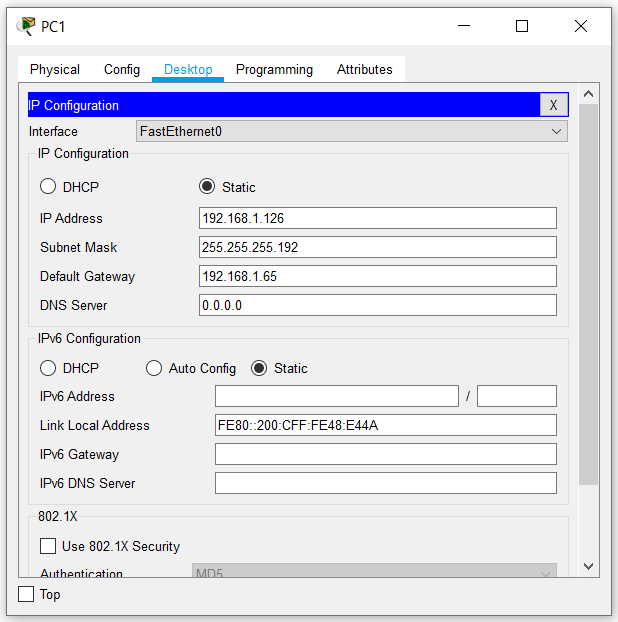 PC1
Physical Config Desktop Programming Attributes
IP Configuration X
Interface FastEthernet0
IP Configuration
DHCP Static
IP Address 192.168.1.126
Subnet Mask 255.255.255.192
Default Gateway 192.168.1.65
DNS Server 0.0.0.0
IPv6 Configuration
DHCP Auto Config Static
IPv6 Address /
Link Local Address FE80::200:CFF:FE48:E44A
IPv6 Gateway
IPv6 DNS Server
802.1X
Use 802.1X Security
Authentication MD5
Top